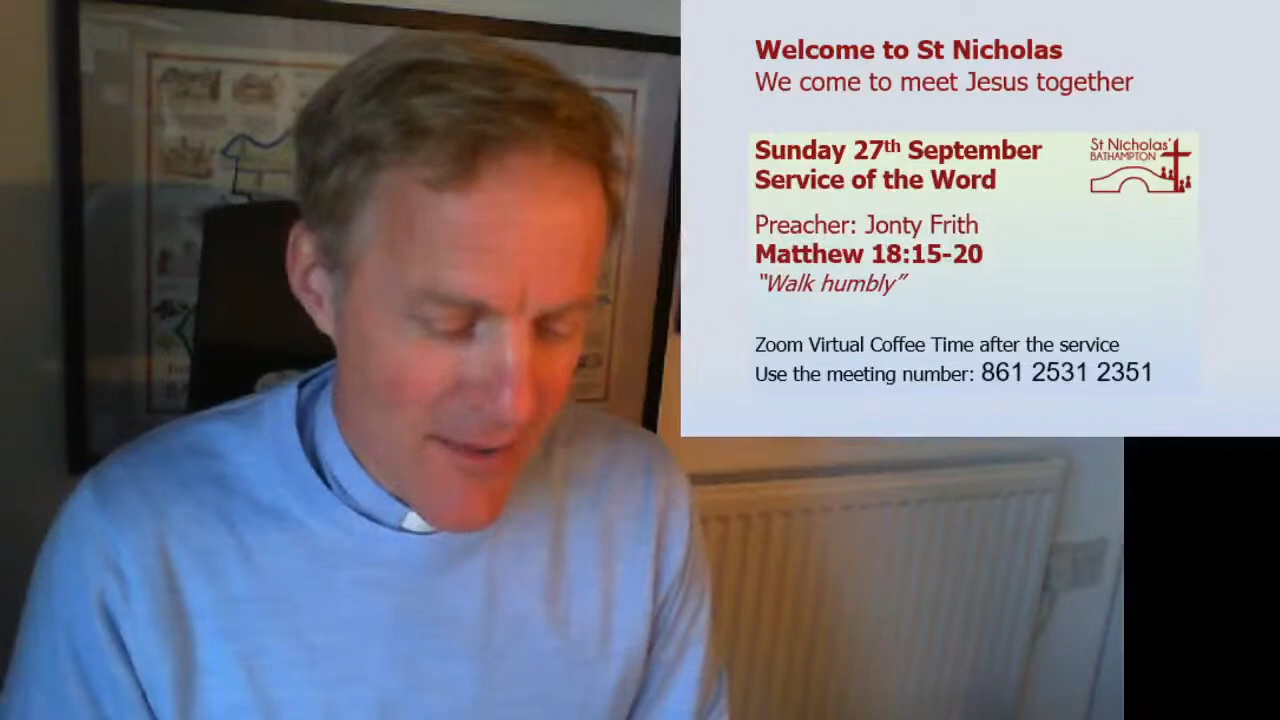 Welcome to St Nicholas
We come to meet Jesus together
Sunday 27th September
Service of the Word
St Nicholas'
BATHAMPTON
Preacher: Jonty Frith
Matthew 18:15-20
"Walk humbly"
Zoom Virtual Coffee Time after the service
Use the meeting number: 861 2531 2351